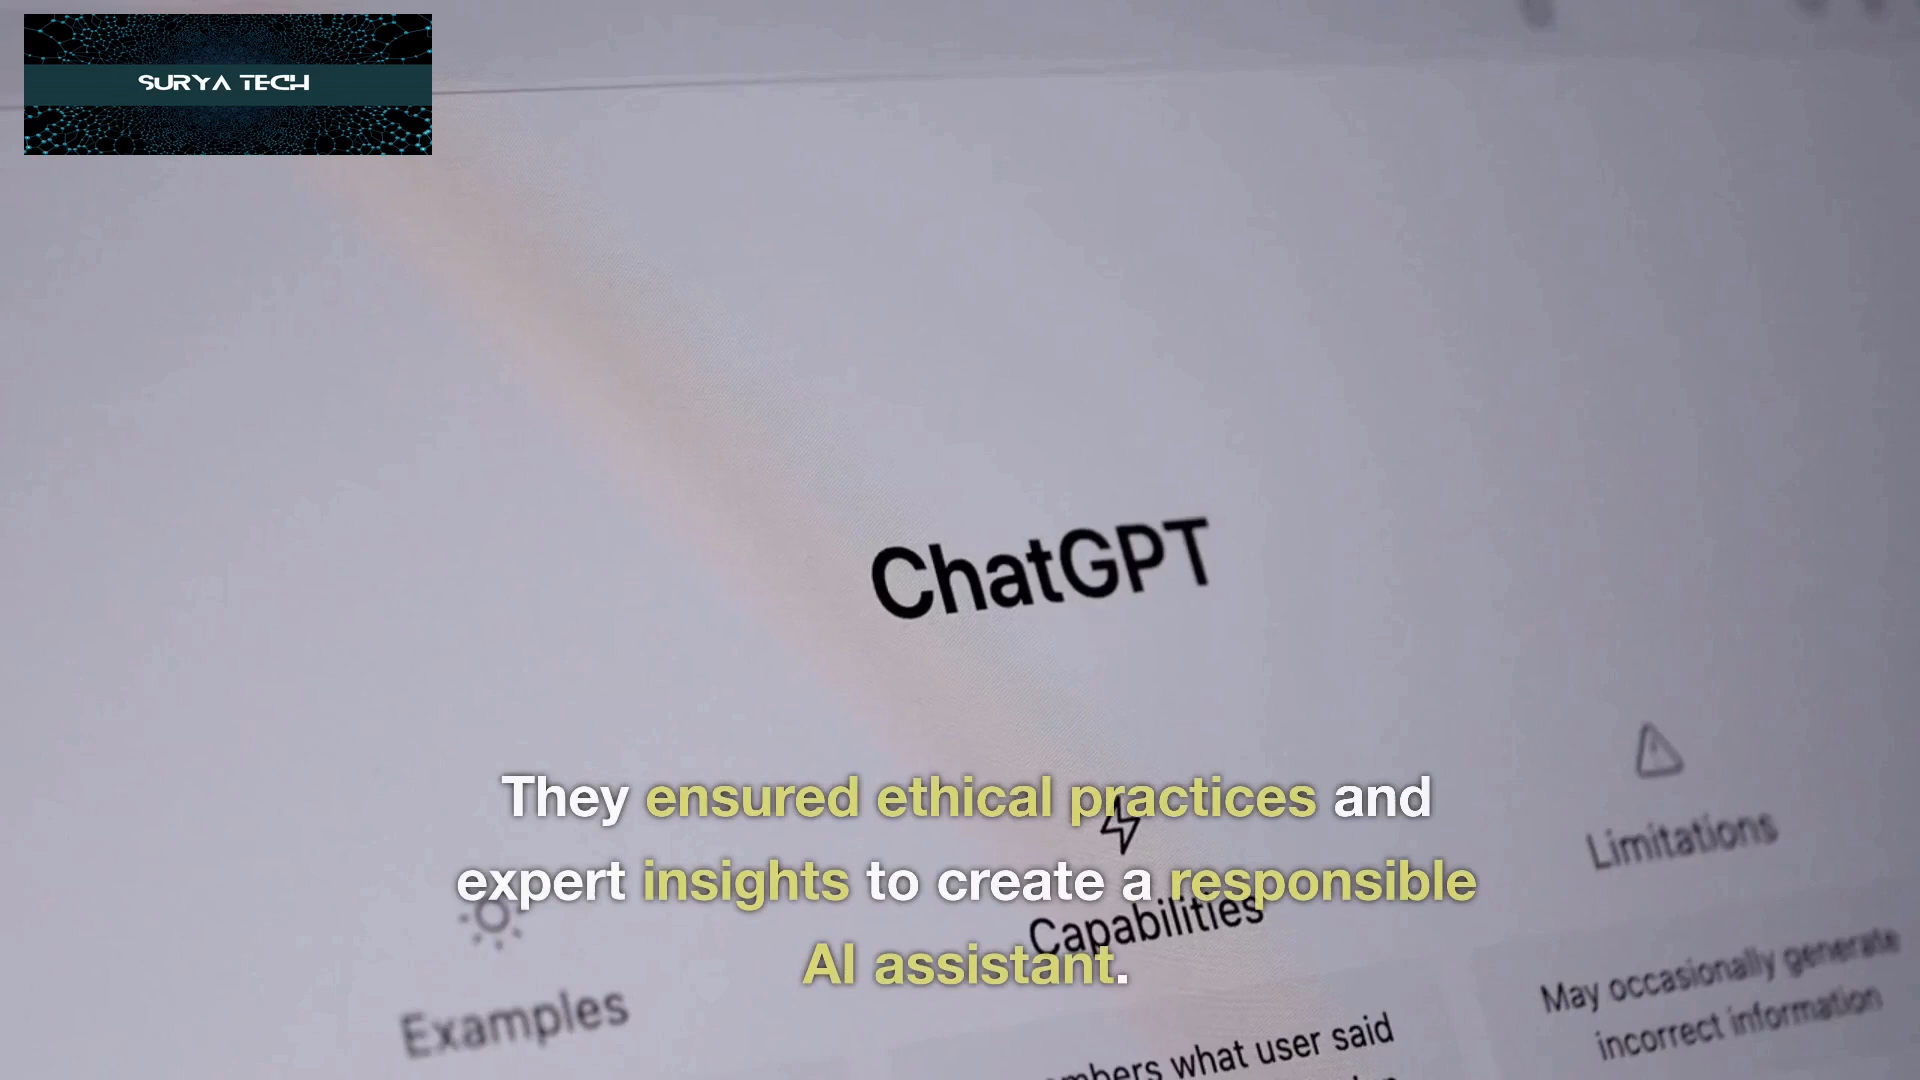 SURYA TECH
ChatGPT
They ensured ethical practices and
expert insights to create a responsible
AI assistant.
Examples
Capabilities
what user said
Limitations
May occasionally generate
incorrect information